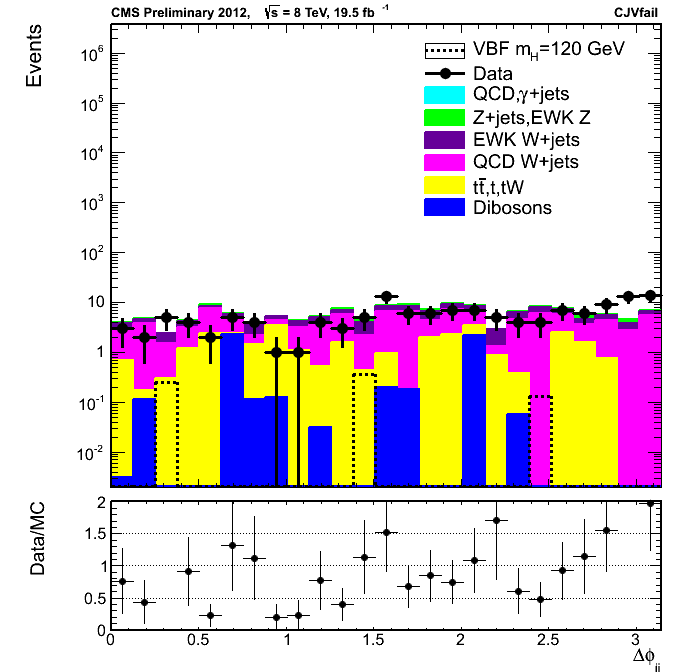 CMS Preliminary 2012, √s = 8 TeV, 19.5 fb⁻¹ CJVfail
Events
VBF m_H=120 GeV
Data
QCD,γ+jets
Z+jets,EWK Z
EWK W+jets
QCD W+jets
tt̄,t,tW
Dibosons
10⁶
10⁵
10⁴
10³
10²
10
1
10⁻¹
10⁻²
Data/MC
2
1.5
1
0.5
0
0 0.5 1 1.5 2 2.5 3
Δϕ_jj